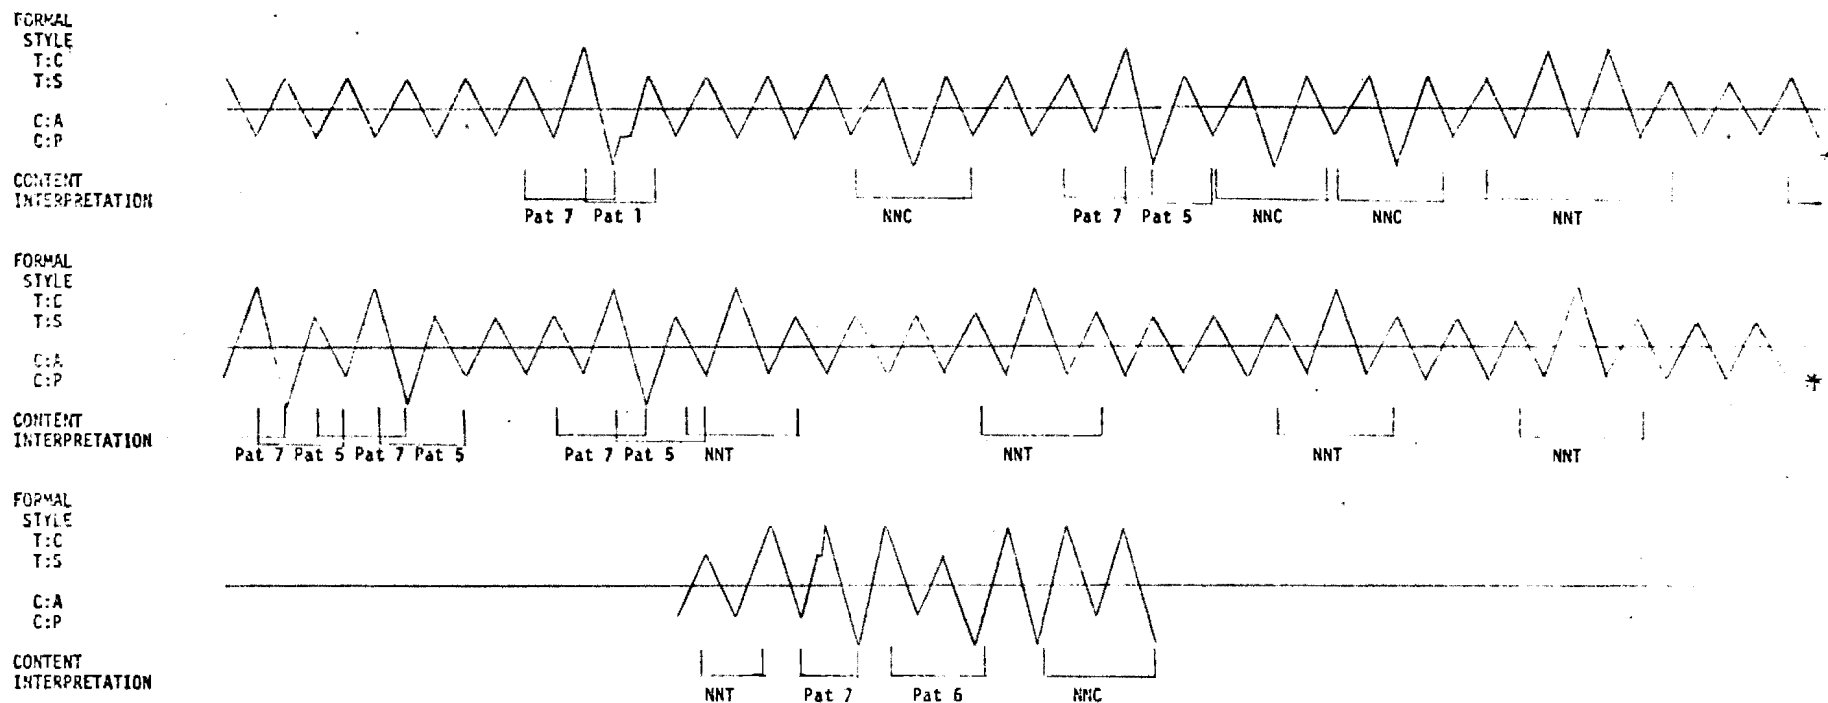 FORMAL
STYLE
T:C
T:S
C:A
C:P
CONTENT
INTERPRETATION
Pat 7 Pat 1 NNC Pat 7 Pat 5 NNC NNC NNT
FORMAL
STYLE
T:C
T:S
C:A
C:P
CONTENT
INTERPRETATION
Pat 7 Pat 5 Pat 7 Pat 5 Pat 7 Pat 5 NNT NNT NNT NNT
*
FORMAL
STYLE
T:C
T:S
C:A
C:P
CONTENT
INTERPRETATION
NNT Pat 7 Pat 6 NNC